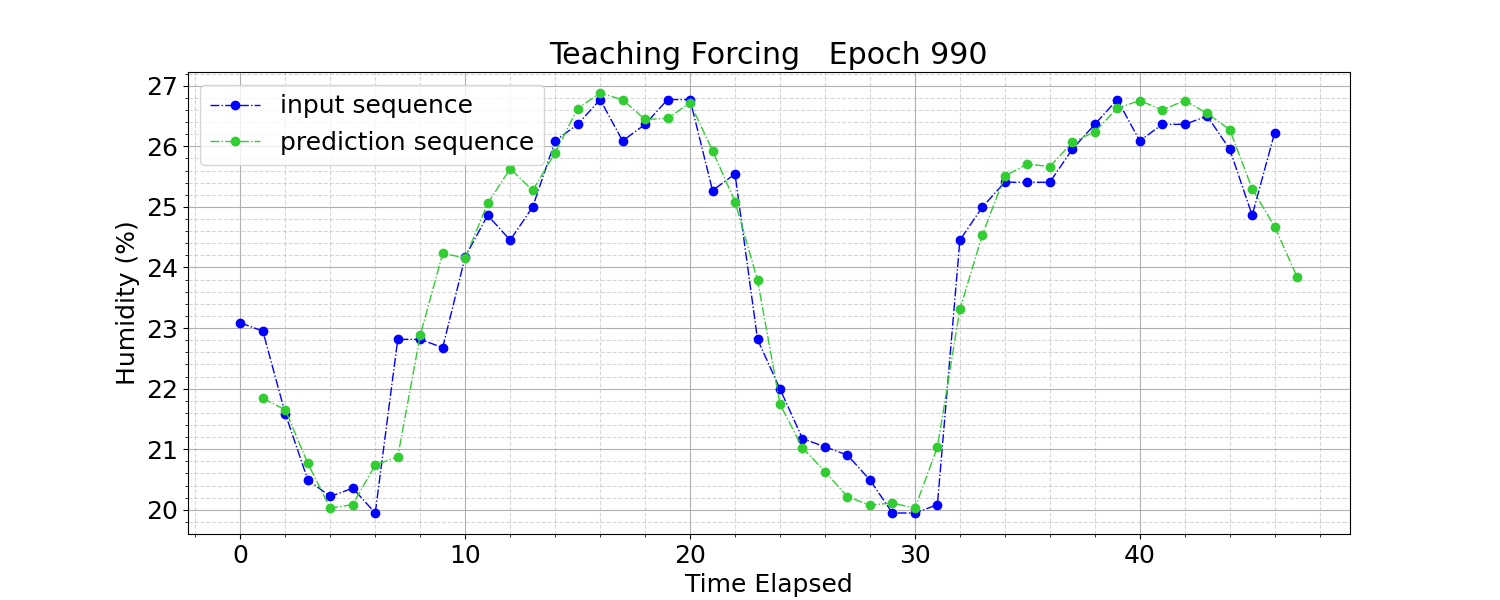 Teaching Forcing   Epoch 990
input sequence
prediction sequence
Humidity (%)
27
26
25
24
23
22
21
20
0 10 20 30 40
Time Elapsed